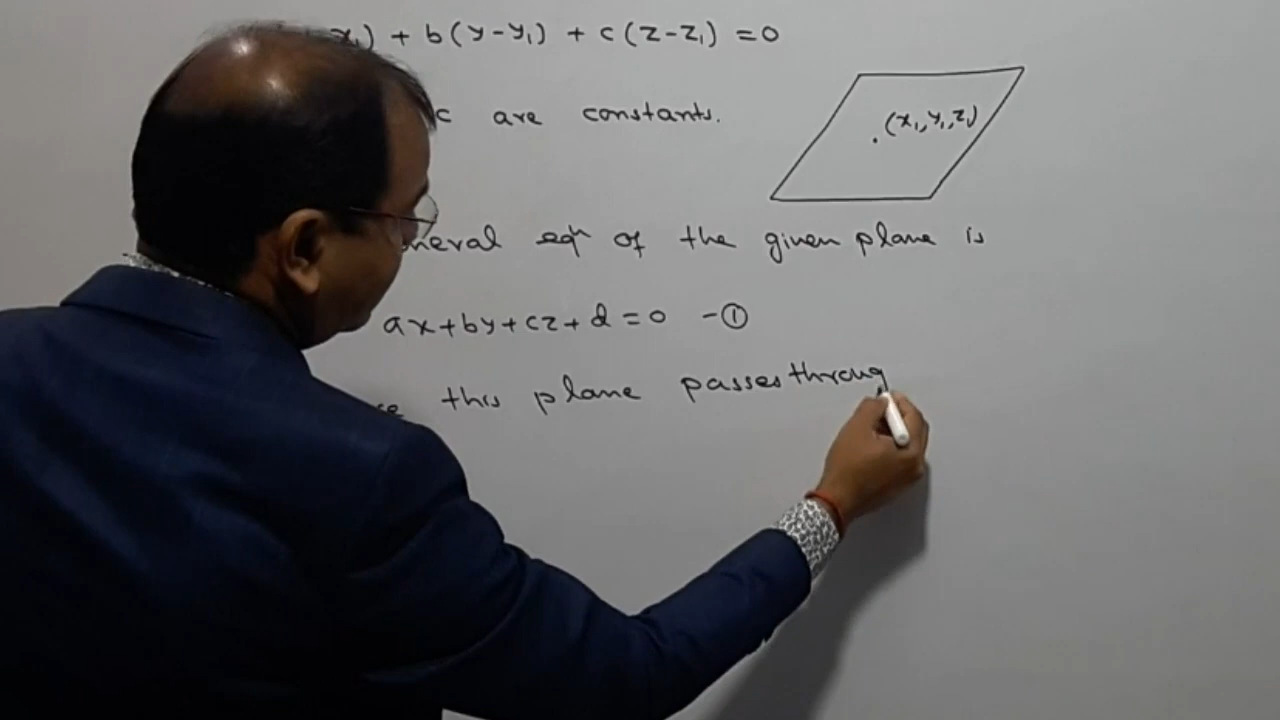 x₁) + b(y-y₁) + c(z-z₁) = 0
c are constants.
(x₁, y₁, z₁)
neral eqⁿ of the given plane is
ax+by+cz+d=0 -①
this plane passes throug